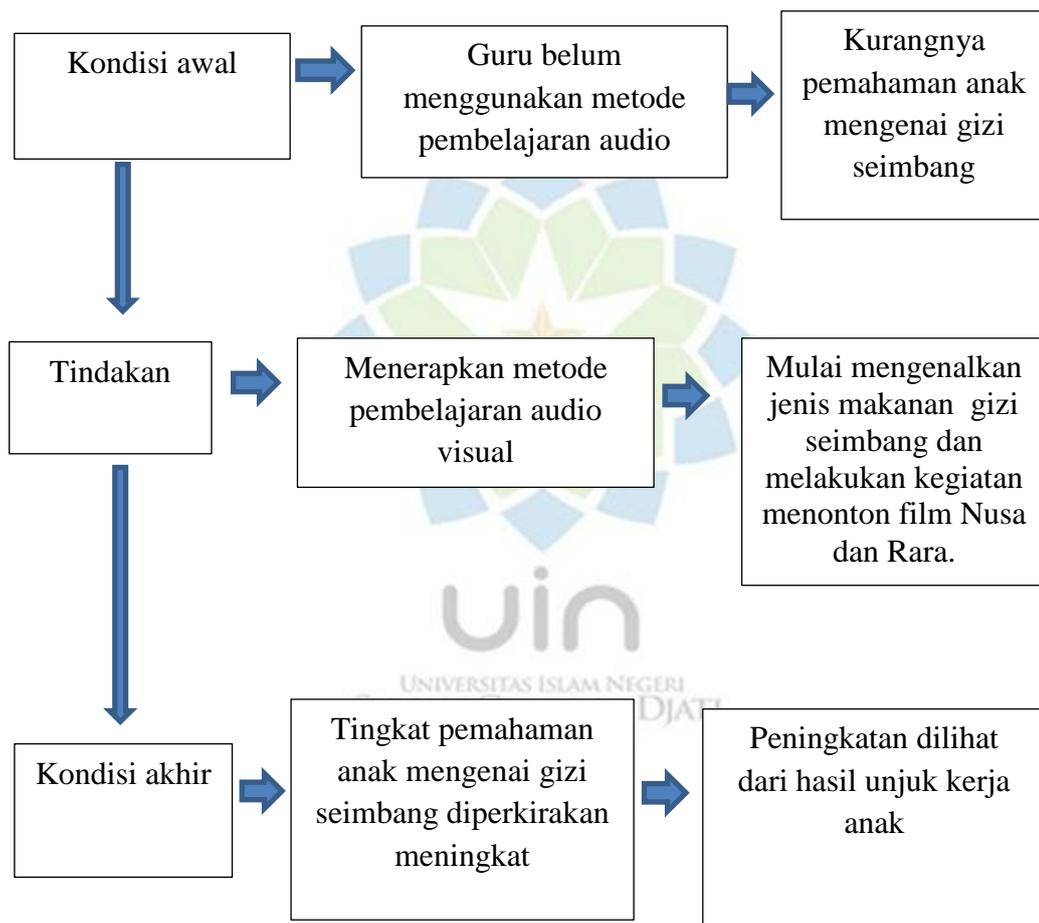 Kondisi awal
Guru belum
menggunakan metode
pembelajaran audio
Kurangnya
pemahaman anak
mengenai gizi
seimbang
Tindakan
Menerapkan metode
pembelajaran audio
visual
Mulai mengenalkan
jenis makanan gizi
seimbang dan
melakukan kegiatan
menonton film Nusa
dan Rara.
uin
UNIVERSITAS ISLAM NEGERI
DJATI
Kondisi akhir
Tingkat pemahaman
anak mengenai gizi
seimbang diperkirakan
meningkat
Peningkatan dilihat
dari hasil unjuk kerja
anak